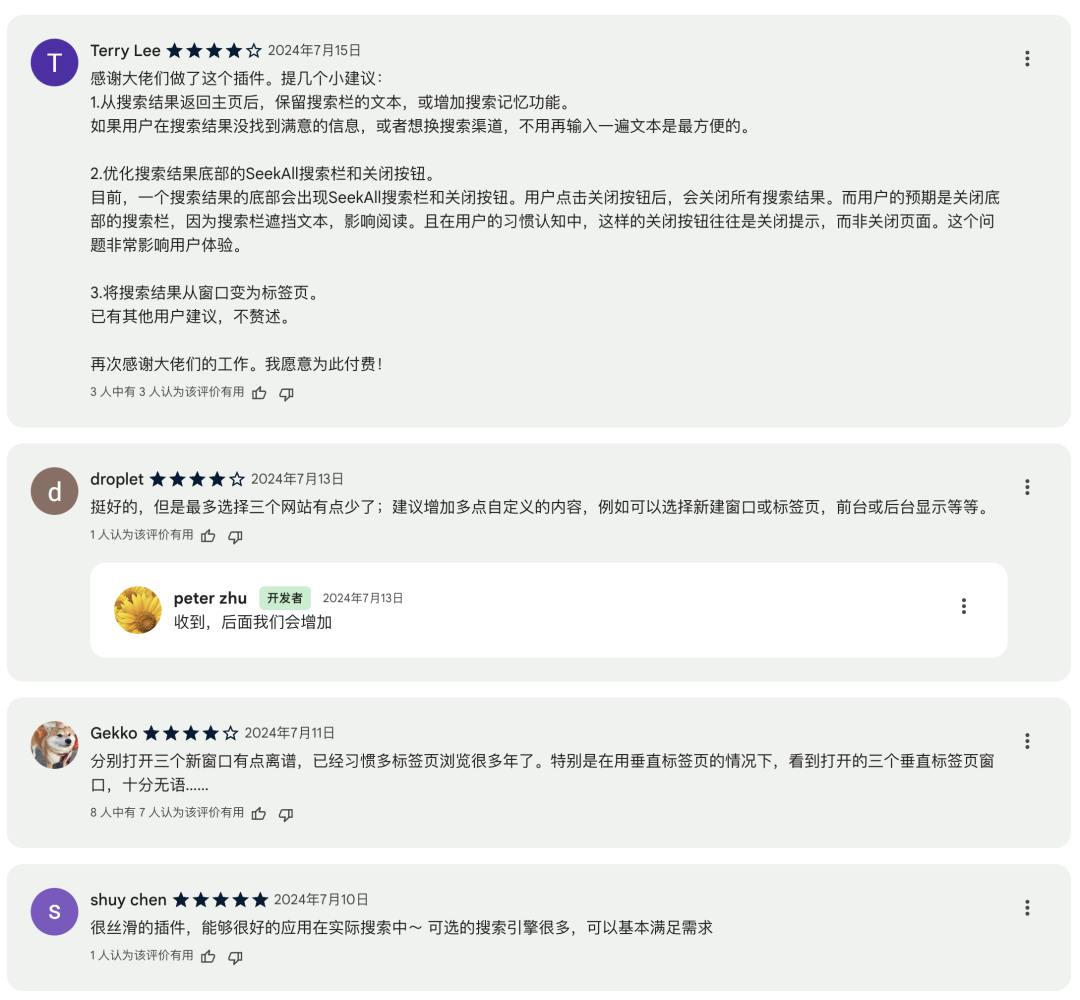 T
Terry Lee 2024年7月15日
感谢大佬们做了这个插件。提几个小建议：
1.从搜索结果返回主页后，保留搜索栏的文本，或增加搜索记忆功能。
如果用户在搜索结果没找到满意的信息，或者想换搜索渠道，不用再输入一遍文本是最方便的。
2.优化搜索结果底部的SeekAll搜索栏和关闭按钮。
目前，一个搜索结果的底部会出现SeekAll搜索栏和关闭按钮。用户点击关闭按钮后，会关闭所有搜索结果。而用户的预期是关闭底
部的搜索栏，因为搜索栏遮挡文本，影响阅读。且在用户的习惯认知中，这样的关闭按钮往往是关闭提示，而非关闭页面。这个问
题非常影响用户体验。
3.将搜索结果从窗口变为标签页。
已有其他用户建议，不赘述。
再次感谢大佬们的工作。我愿意为此付费！
3 人中有 3 人认为该评价有用
d
droplet 2024年7月13日
挺好的，但是最多选择三个网站有点少了；建议增加多点自定义的内容，例如可以选择新建窗口或标签页，前台或后台显示等等。
1 人认为该评价有用
peter zhu 开发者 2024年7月13日
收到，后面我们会增加
Gekko 2024年7月11日
分别打开三个新窗口有点离谱，已经习惯多标签页浏览很多年了。特别是在用垂直标签页的情况下，看到打开的三个垂直标签页窗
口，十分无语......
8 人中有 7 人认为该评价有用
s
shuy chen 2024年7月10日
很丝滑的插件，能够很好的应用在实际搜索中～ 可选的搜索引擎很多，可以基本满足需求
1 人认为该评价有用